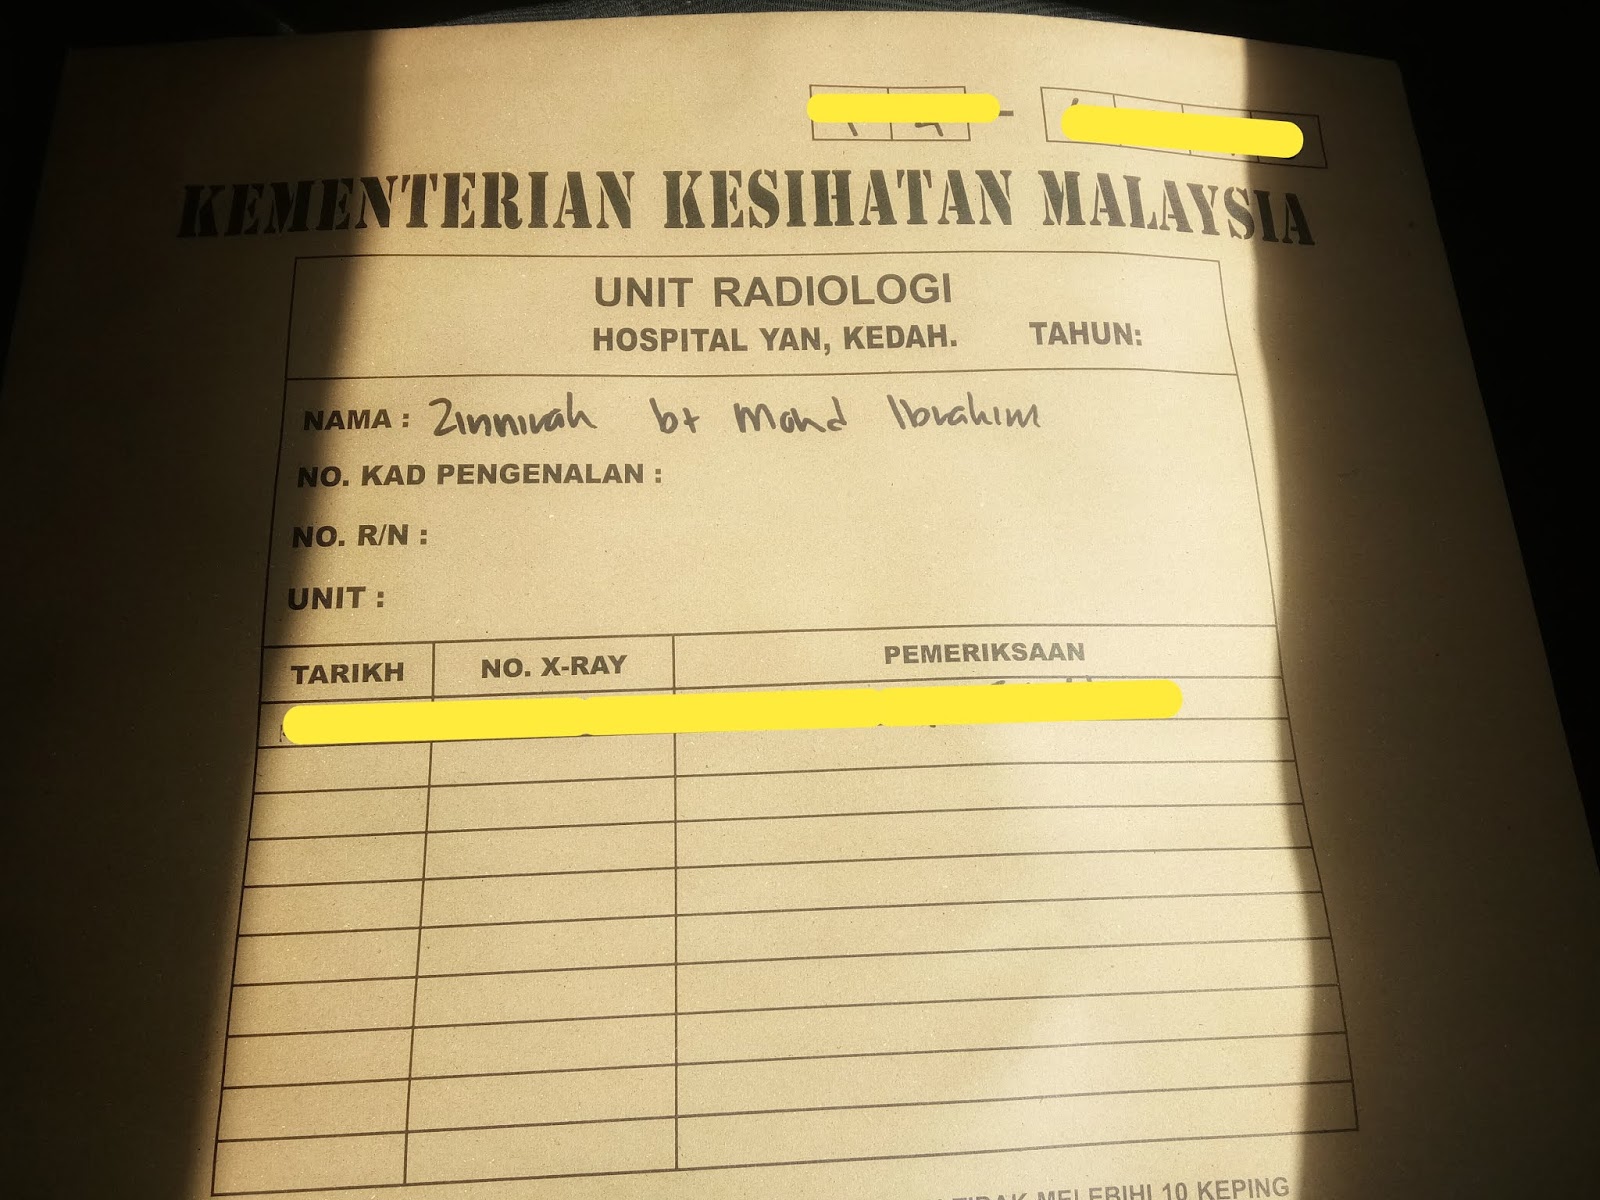 KEMENTERIAN KESIHATAN MALAYSIA
UNIT RADIOLOGI
HOSPITAL YAN, KEDAH. TAHUN:
NAMA : Zinnirah bt Mohd Ibrahim
NO. KAD PENGENALAN :
NO. R/N :
UNIT :
TARIKH NO. X-RAY PEMERIKSAAN
TIDAK MELEBIHI 10 KEPING